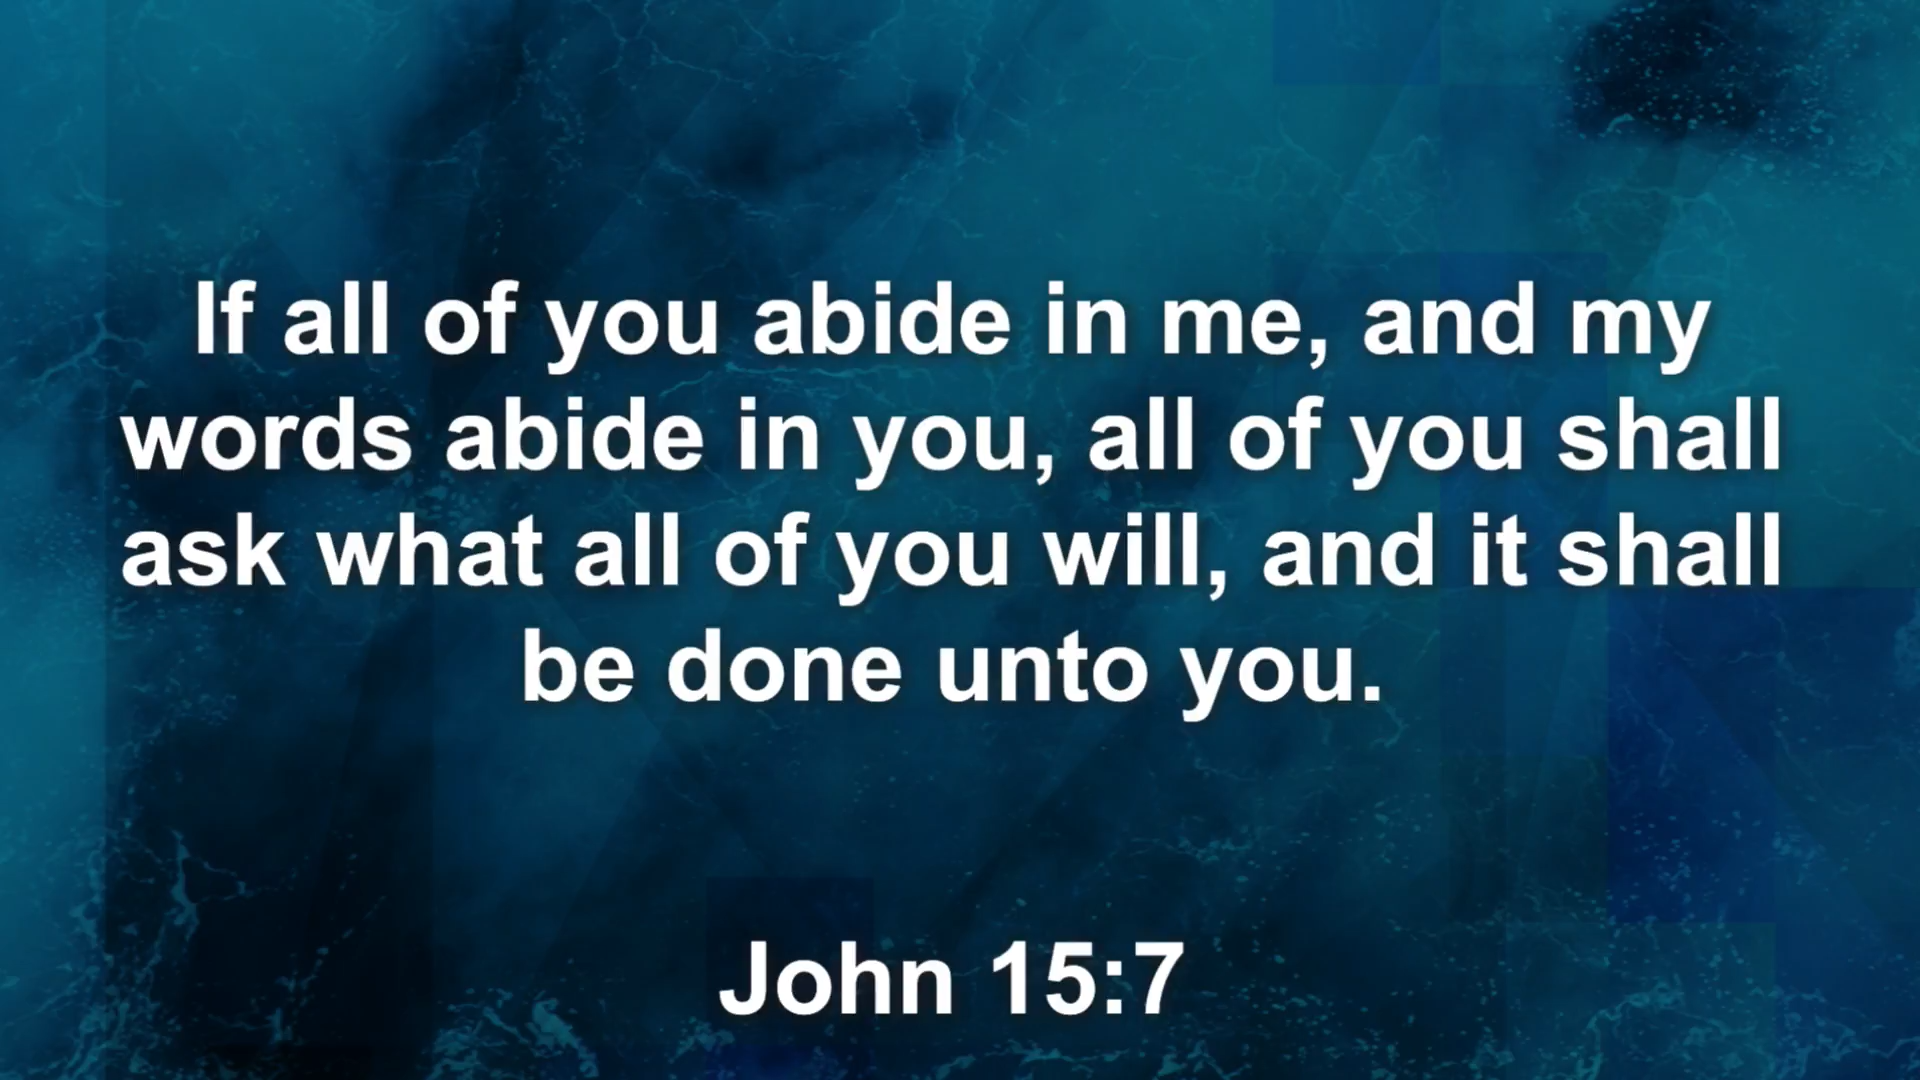 If all of you abide in me, and my
words abide in you, all of you shall
ask what all of you will, and it shall
be done unto you.
John 15:7